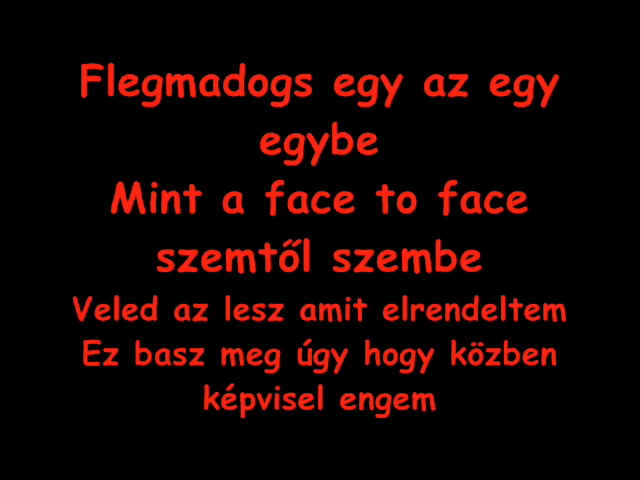 Flegmadogs egy az egy
egybe
Mint a face to face
szemtől szembe
Veled az lesz amit elrendeltem
Ez basz meg úgy hogy közben
képvisel engem